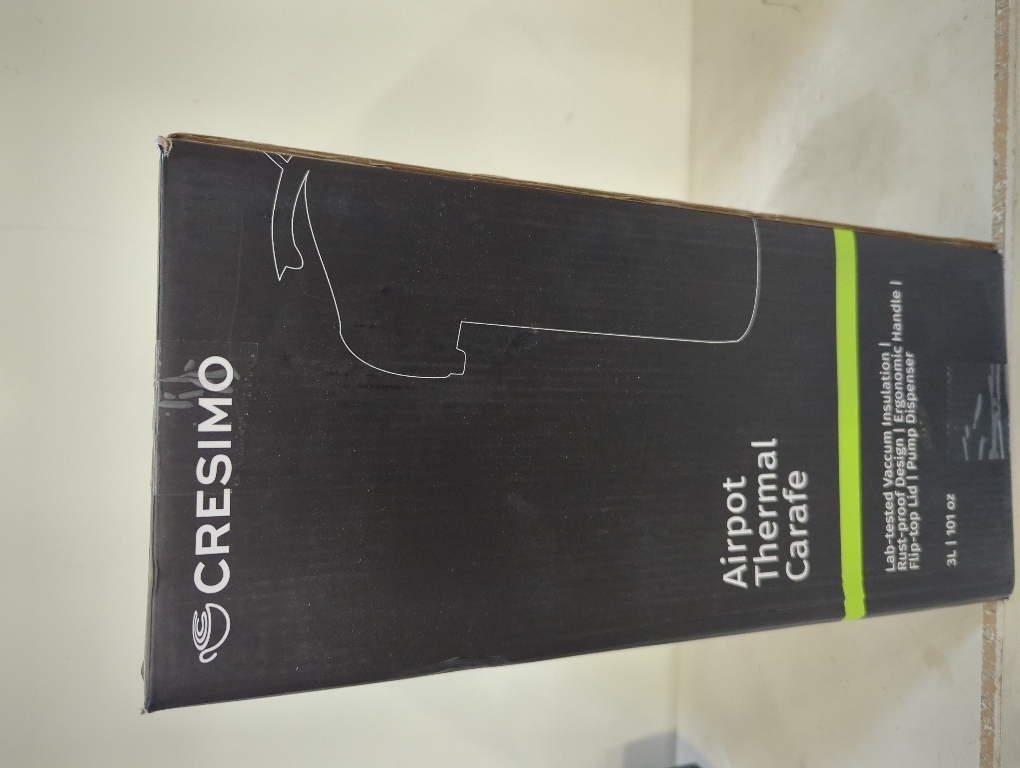 CRESIMO
Airpot
Thermal
Carafe
Lab-tested Vaccum Insulation |
Rust-proof Design | Ergonomic Handle |
Flip-top Lid | Pump Dispenser
3L | 101 oz